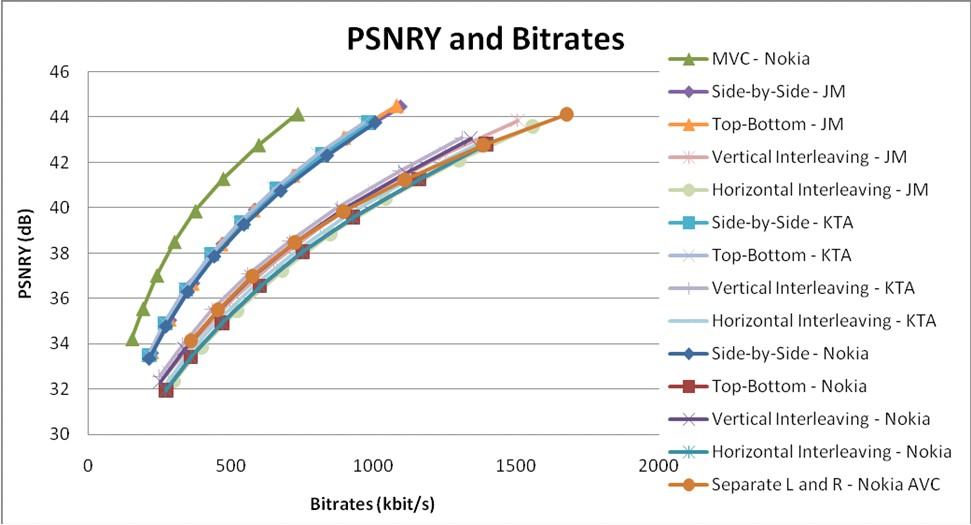 PSNRY and Bitrates
46
44
42
40
38
36
34
32
30
PSNRY (dB)
0
500
1000
1500
2000
Bitrates (kbit/s)
MVC - Nokia
Side-by-Side - JM
Top-Bottom - JM
Vertical Interleaving - JM
Horizontal Interleaving - JM
Side-by-Side - KTA
Top-Bottom - KTA
Vertical Interleaving - KTA
Horizontal Interleaving - KTA
Side-by-Side - Nokia
Top-Bottom - Nokia
Vertical Interleaving - Nokia
Horizontal Interleaving - Nokia
Separate L and R - Nokia AVC